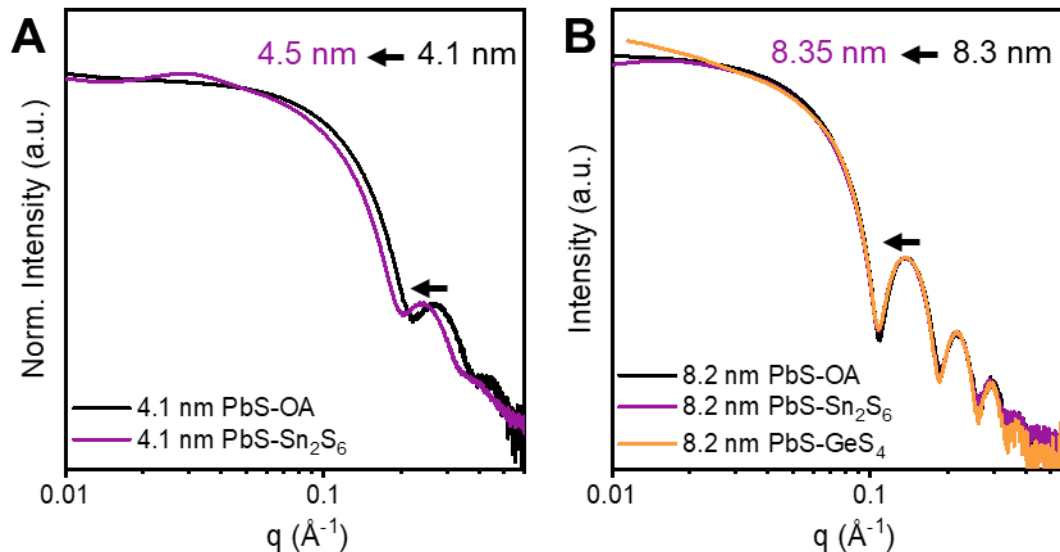 A
4.5 nm ← 4.1 nm
Norm. Intensity (a.u.)
4.1 nm PbS-OA
4.1 nm PbS-Sn₂S₆
0.01 0.1
q (Å⁻¹)
B
8.35 nm ← 8.3 nm
Intensity (a.u.)
8.2 nm PbS-OA
8.2 nm PbS-Sn₂S₆
8.2 nm PbS-GeS₄
0.01 0.1
q (Å⁻¹)